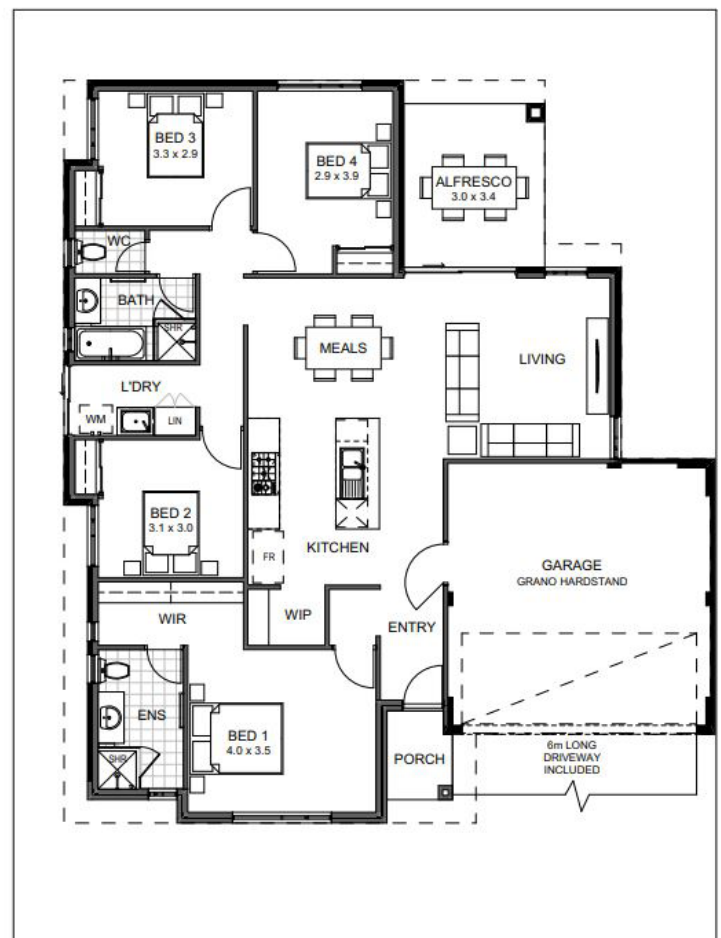 BED 3
3.3 x 2.9
BED 4
2.9 x 3.9
ALFRESCO
3.0 x 3.4
WC
BATH
SHR
MEALS
LIVING
L'DRY
WM
LIN
BED 2
3.1 x 3.0
FR
KITCHEN
GARAGE
GRANO HARDSTAND
WIR
WIP
ENTRY
ENS
BED 1
4.0 x 3.5
SHR
PORCH
6m LONG
DRIVEWAY
INCLUDED